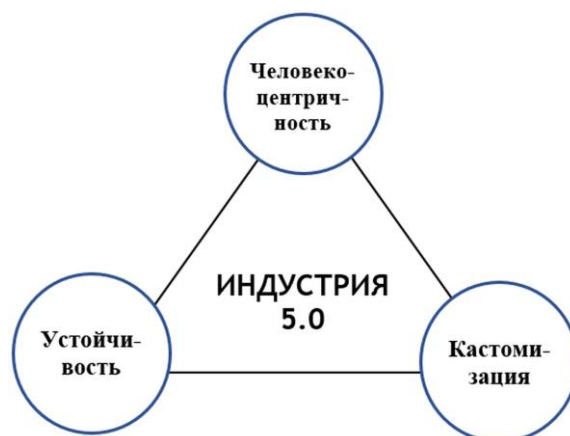 Человеко-
центрич-
ность
ИНДУСТРИЯ
5.0
Устойчи-
вость
Кастоми-
зация